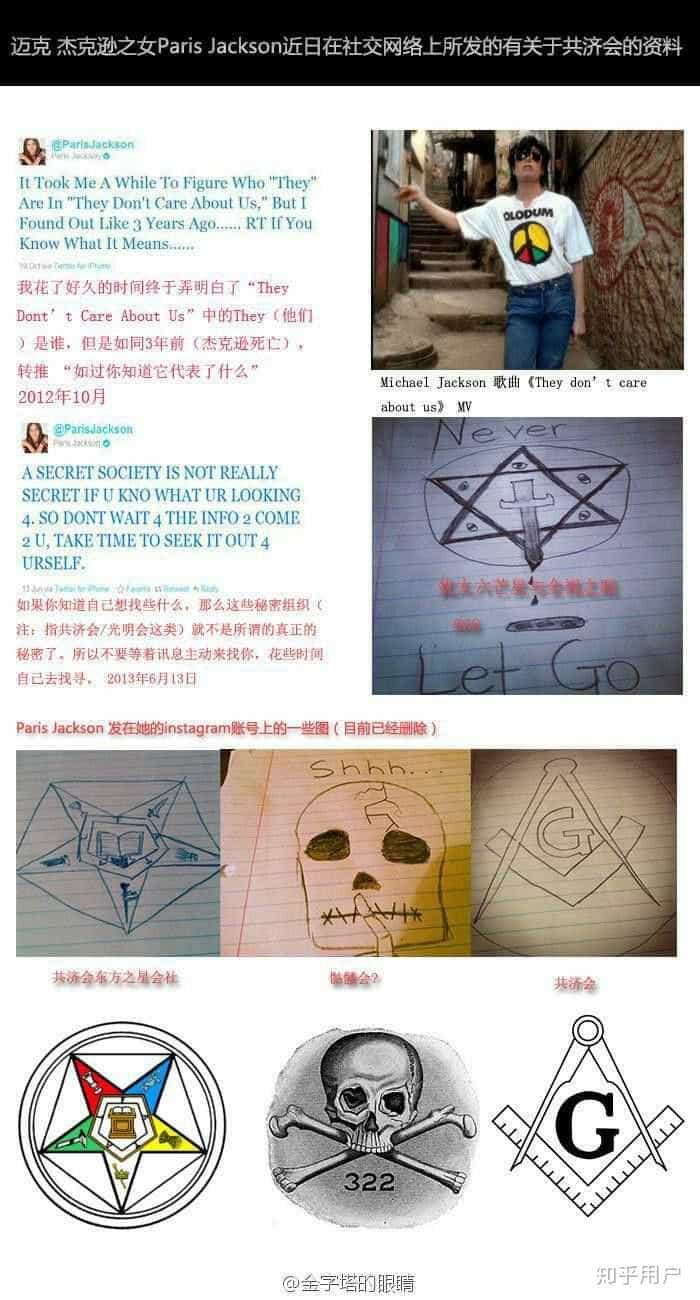 迈克 杰克逊之女Paris Jackson近日在社交网络上所发的有关于共济会的资料
@ParisJackson
Paris Jackson
It Took Me A While To Figure Who "They"
Are In "They Don't Care About Us," But I
Found Out Like 3 Years Ago...... RT If You
Know What It Means......
19 Oct via Twitter for iPhone
我花了好久的时间终于弄明白了“They
Dont’t Care About Us”中的They（他们
）是谁，但是如同3年前（杰克逊死亡），
转推 “如过你知道它代表了什么”
2012年10月
OLODUM
Michael Jackson 歌曲《They don’t care
about us》 MV
@ParisJackson
Paris Jackson
A SECRET SOCIETY IS NOT REALLY
SECRET IF U KNO WHAT UR LOOKING
4. SO DONT WAIT 4 THE INFO 2 COME
2 U, TAKE TIME TO SEEK IT OUT 4
URSELF.
13 Jun via Twitter for iPhone Favorite Retweet Reply
如果你知道自己想找些什么，那么这些秘密组织（
注：指共济会/光明会这类）就不是所谓的真正的
秘密了。所以不要等着讯息主动来找你，花些时间
自己去找寻。 2013年6月13日
Never
Let Go
Paris Jackson 发在她的instagram账号上的一些图（目前已经删除）
Shhh...
G
共济会东方之星会社
骷髅会?
共济会
322
G
@金字塔的眼睛
知乎用户